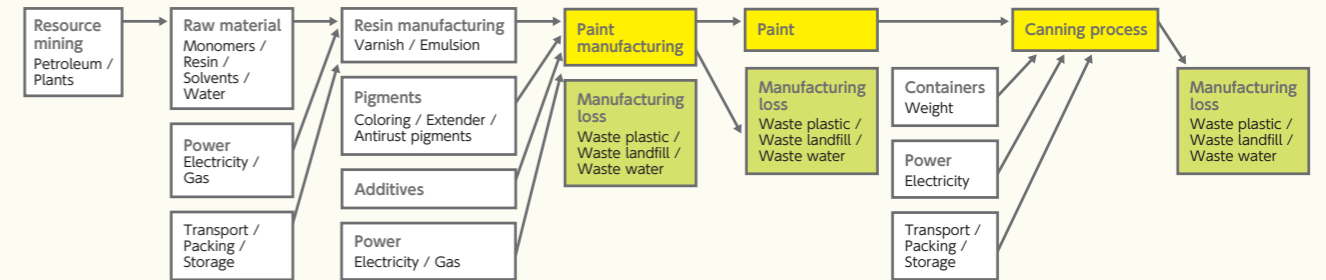 Resource
mining
Petroleum /
Plants
Raw material
Monomers /
Resin /
Solvents /
Water
Power
Electricity /
Gas
Transport /
Packing /
Storage
Resin manufacturing
Varnish / Emulsion
Pigments
Coloring / Extender /
Antirust pigments
Additives
Power
Electricity / Gas
Paint
manufacturing
Manufacturing
loss
Waste plastic /
Waste landfill /
Waste water
Paint
Manufacturing
loss
Waste plastic /
Waste landfill /
Waste water
Canning process
Containers
Weight
Power
Electricity
Transport /
Packing /
Storage
Manufacturing
loss
Waste plastic /
Waste landfill /
Waste water